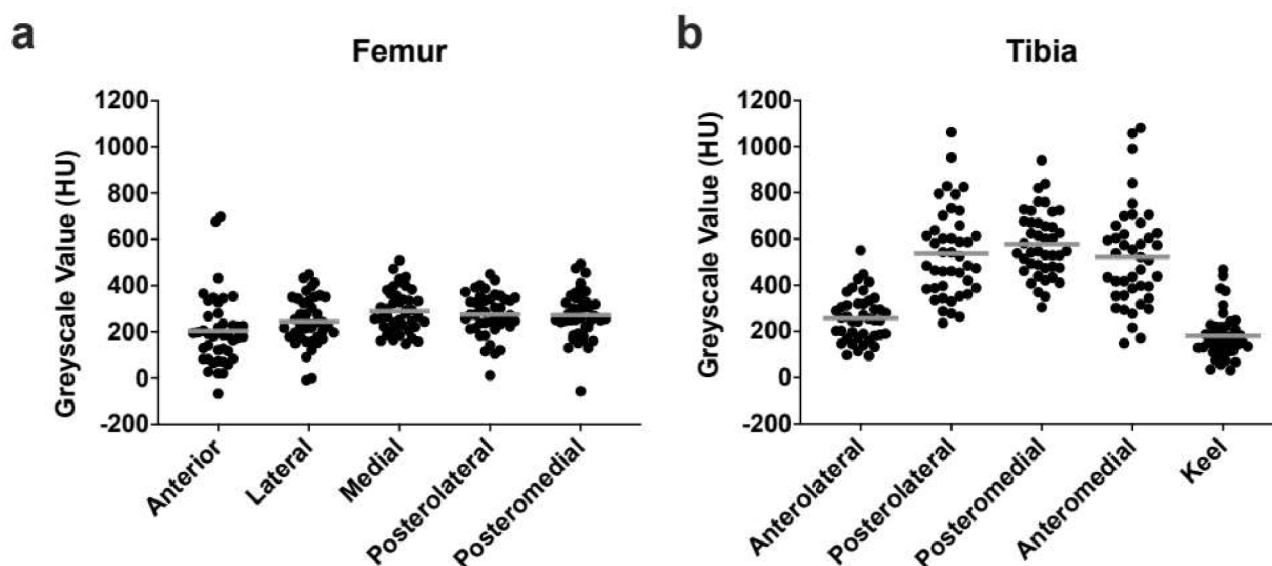 a
Femur
Greyscale Value (HU)
1200
1000
800
600
400
200
0
-200
Anterior
Lateral
Medial
Posterolateral
Posteromedial
b
Tibia
Greyscale Value (HU)
1200
1000
800
600
400
200
0
-200
Anterolateral
Posterolateral
Posteromedial
Anteromedial
Keel